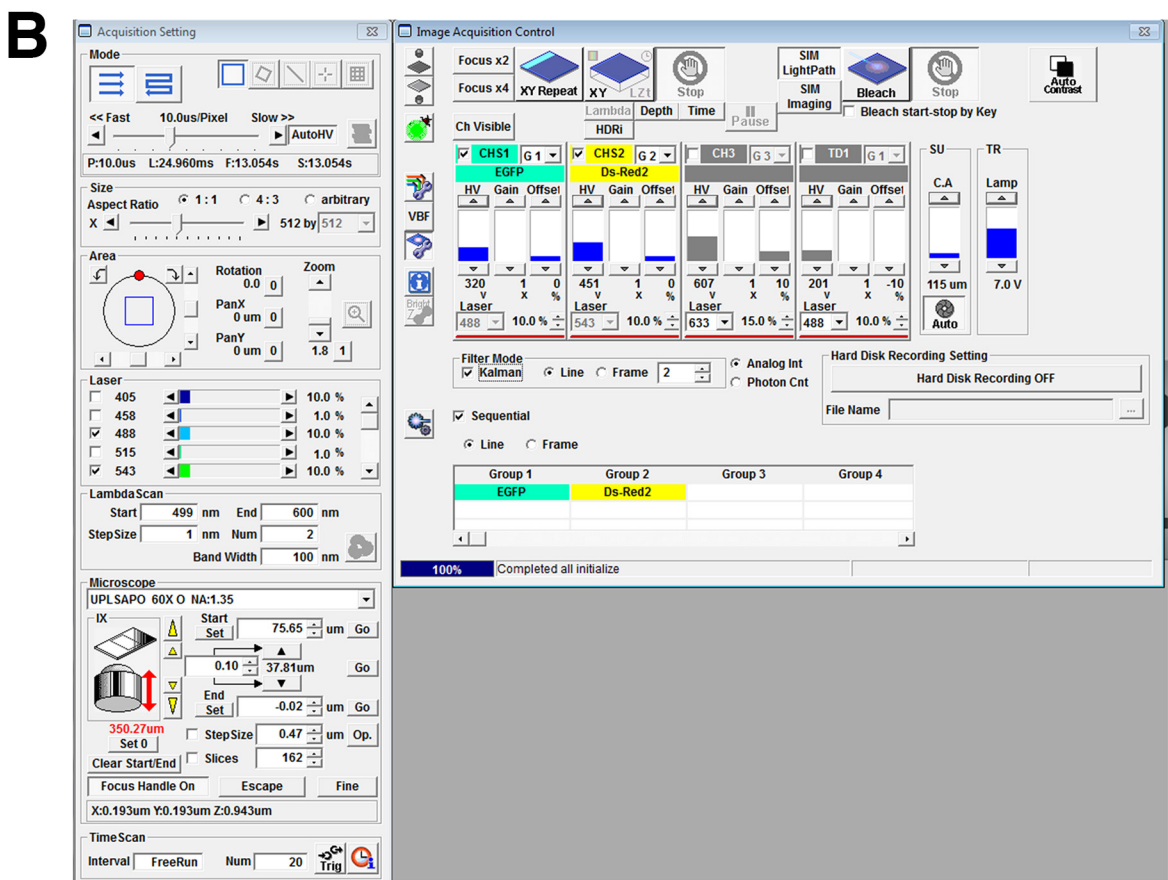 B
Acquisition Setting
Mode
<< Fast 10.0us/Pixel Slow >>
AutoHV
P:10.0us L:24.960ms F:13.054s S:13.054s
Size
Aspect Ratio 1:1 4:3 arbitrary
X 512 by 512
Area
Rotation
0.0 0
PanX
0 um 0
PanY
0 um 0
Zoom
1.8 1
Laser
405 10.0 %
458 1.0 %
488 10.0 %
515 1.0 %
543 10.0 %
LambdaScan
Start 499 nm End 600 nm
StepSize 1 nm Num 2
Band Width 100 nm
Microscope
UPLSAPO 60X O NA:1.35
IX
Start
Set 75.65 um Go
0.10 37.81um Go
End
Set -0.02 um Go
350.27um
Set 0
StepSize 0.47 um Op.
Clear Start/End
Slices 162
Focus Handle On Escape Fine
X:0.193um Y:0.193um Z:0.943um
TimeScan
Interval FreeRun Num 20 Trig
Image Acquisition Control
Focus x2
Focus x4
XY Repeat
XY LZt
Stop
SIM LightPath
SIM Imaging
Bleach
Stop
Auto Contrast
Lambda Depth Time
Pause
Bleach start-stop by Key
Ch Visible
HDRi
CHS1 G 1 CHS2 G 2 CH3 G 3 TD1 G 1
EGFP Ds-Red2
HV Gain Offset HV Gain Offset HV Gain Offset HV Gain Offset
320 1 0 451 1 0 607 1 10 201 1 -10
V X % V X % V X % V X %
Laser Laser Laser Laser
488 10.0 % 543 10.0 % 633 15.0 % 488 10.0 %
SU
C.A
115 um
Auto
TR
Lamp
7.0 V
VBF
Bright Z
Filter Mode
Kalman Line Frame 2
Analog Int
Photon Cnt
Hard Disk Recording Setting
Hard Disk Recording OFF
File Name ...
Sequential
Line Frame
Group 1 Group 2 Group 3 Group 4
EGFP Ds-Red2
100% Completed all initialize